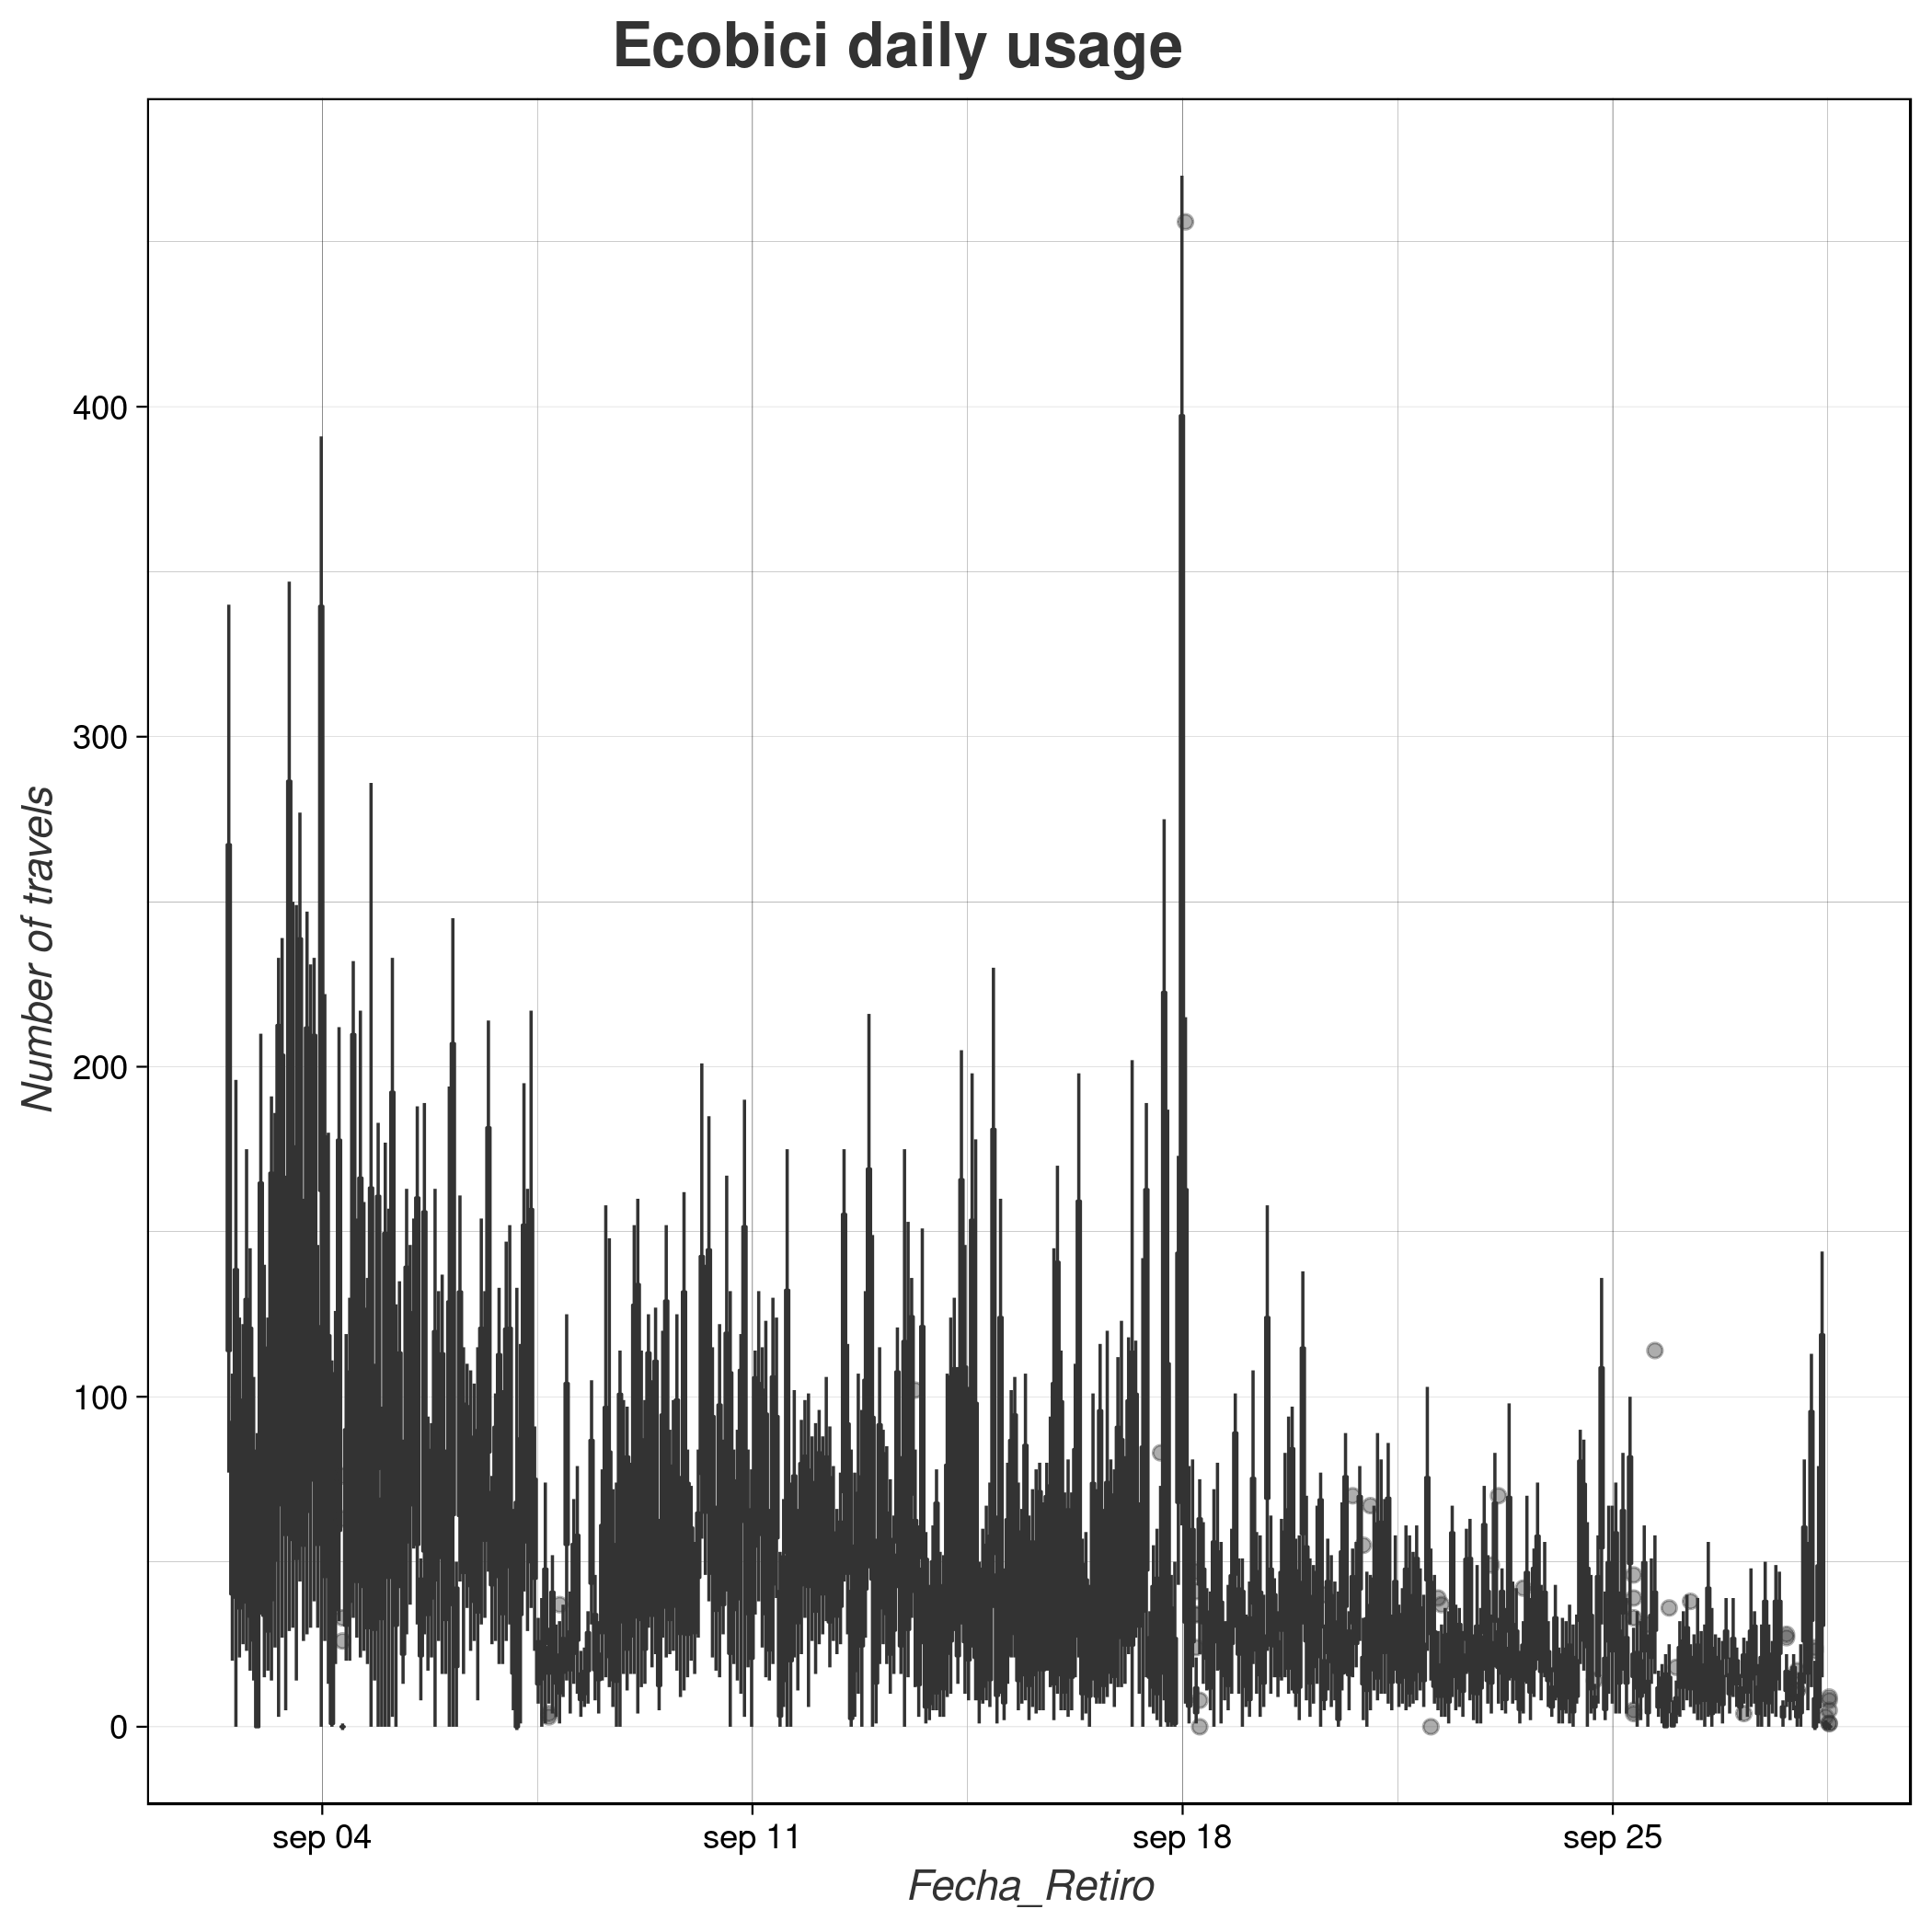 Ecobici daily usage
Number of travels
400
300
200
100
0
sep 04
sep 11
sep 18
sep 25
Fecha_Retiro